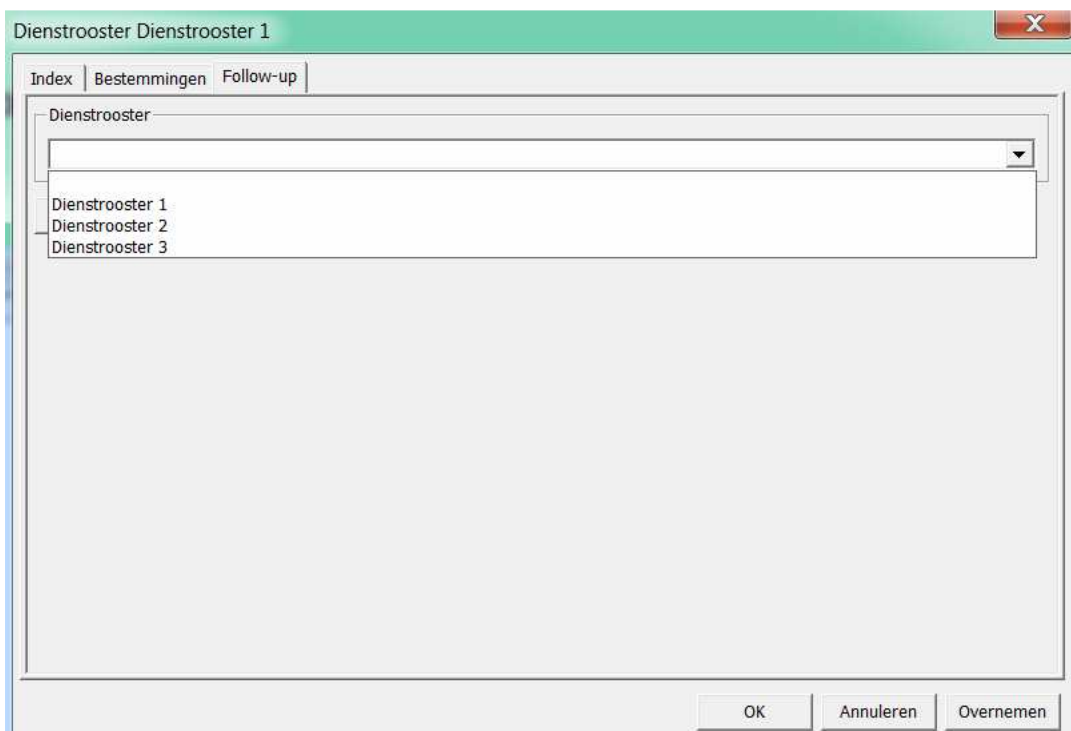 Dienstrooster Dienstrooster 1
X
Index Bestemmingen Follow-up
Dienstrooster
Dienstrooster 1
Dienstrooster 2
Dienstrooster 3
OK Annuleren Overnemen